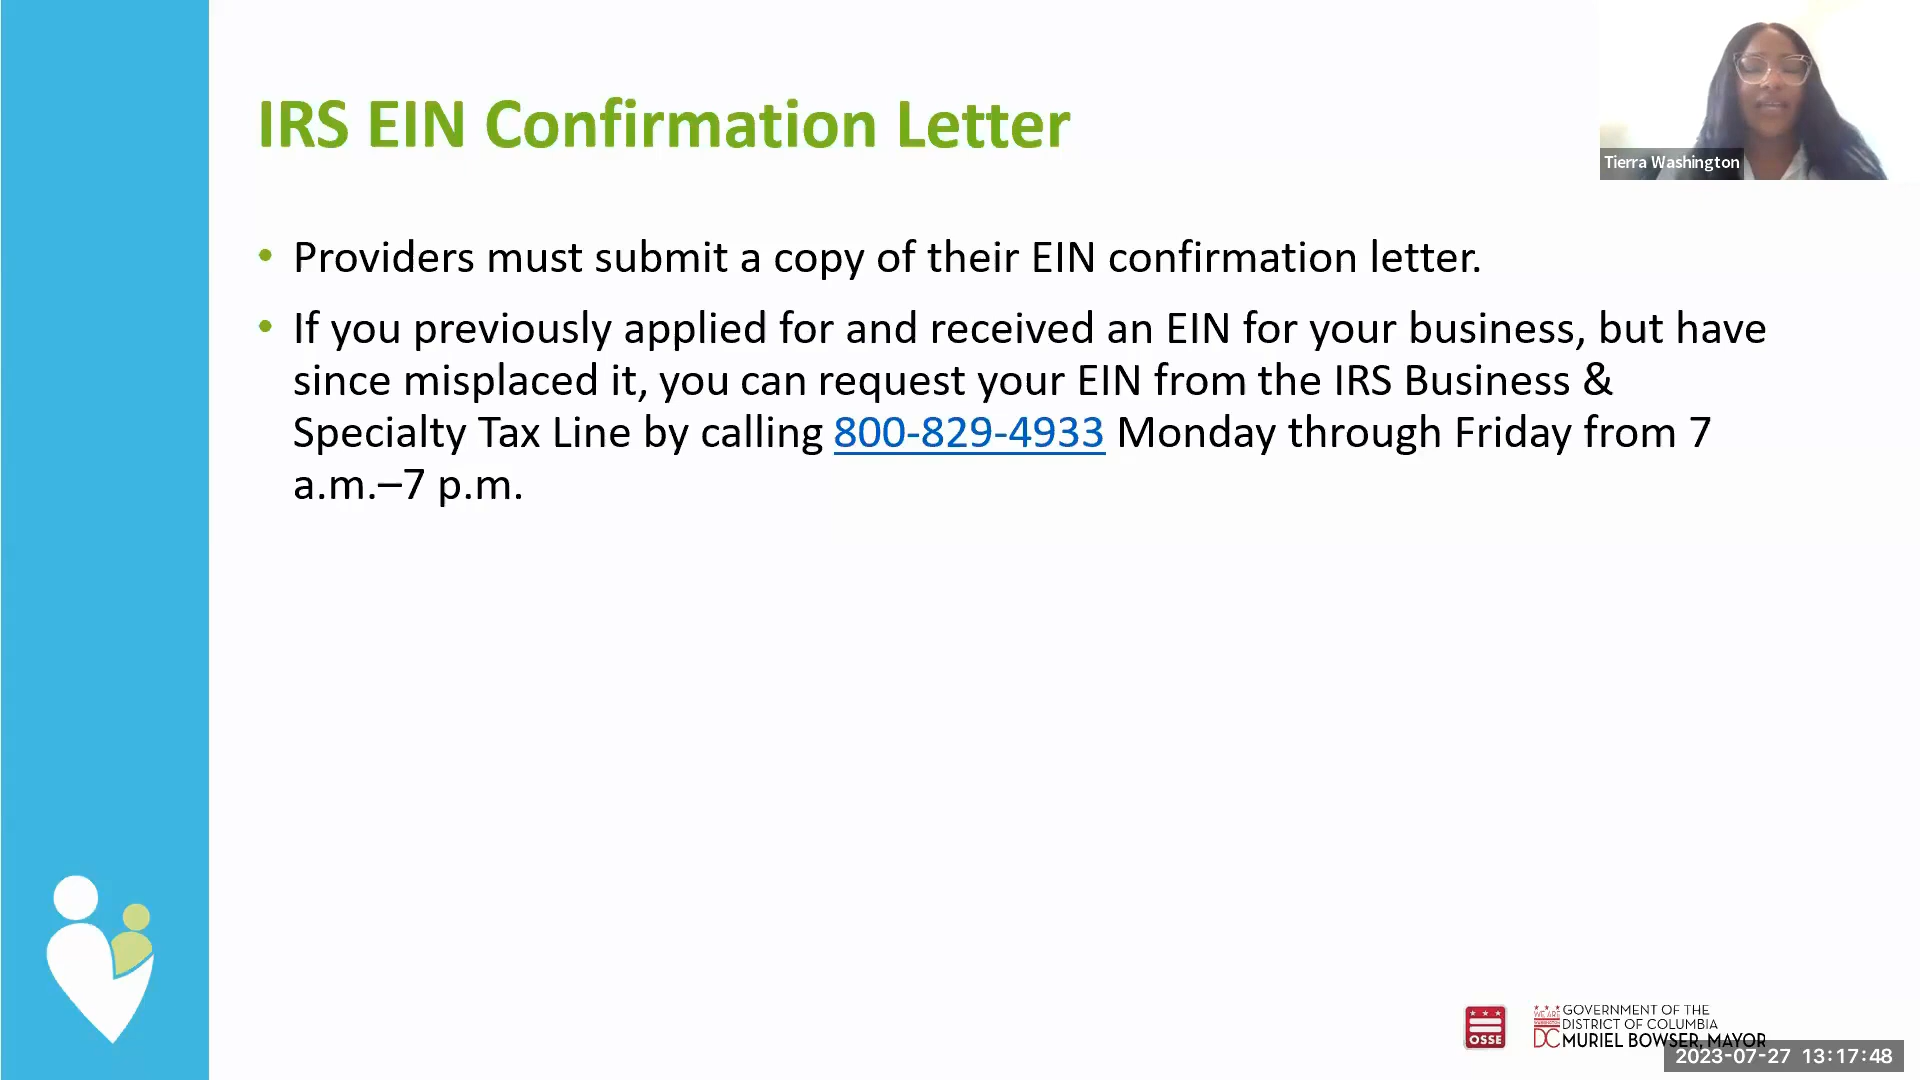 IRS EIN Confirmation Letter
Tierra Washington
• Providers must submit a copy of their EIN confirmation letter.
• If you previously applied for and received an EIN for your business, but have
since misplaced it, you can request your EIN from the IRS Business &
Specialty Tax Line by calling 800-829-4933 Monday through Friday from 7
a.m.–7 p.m.
OSSE
WE ARE
WASHINGTON
DC
GOVERNMENT OF THE
DISTRICT OF COLUMBIA
MURIEL BOWSER, MAYOR
2023-07-27 13:17:48